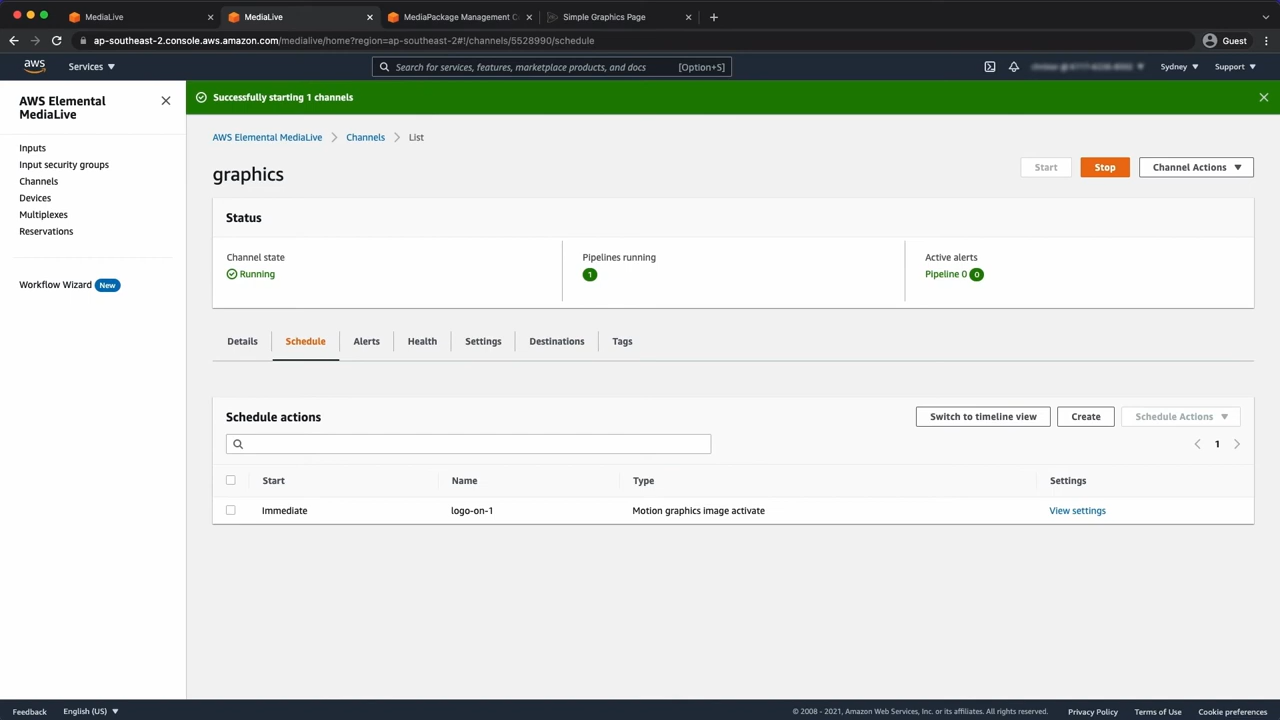 MediaLive
MediaLive
MediaPackage Management C
Simple Graphics Page
ap-southeast-2.console.aws.amazon.com/medialive/home?region=ap-southeast-2#!/channels/5528990/schedule
Guest
aws
Services
Search for services, features, marketplace products, and docs
[Option+S]
Sydney
Support
AWS Elemental
MediaLive
Inputs
Input security groups
Channels
Devices
Multiplexes
Reservations
Workflow Wizard New
Successfully starting 1 channels
AWS Elemental MediaLive > Channels > List
graphics
Start
Stop
Channel Actions
Status
Channel state
Running
Pipelines running
1
Active alerts
Pipeline 0 0
Details
Schedule
Alerts
Health
Settings
Destinations
Tags
Schedule actions
Switch to timeline view
Create
Schedule Actions
1
Start Name Type Settings
Immediate logo-on-1 Motion graphics image activate View settings
Feedback
English (US)
© 2008 - 2021, Amazon Web Services, Inc. or its affiliates. All rights reserved.
Privacy Policy
Terms of Use
Cookie preferences